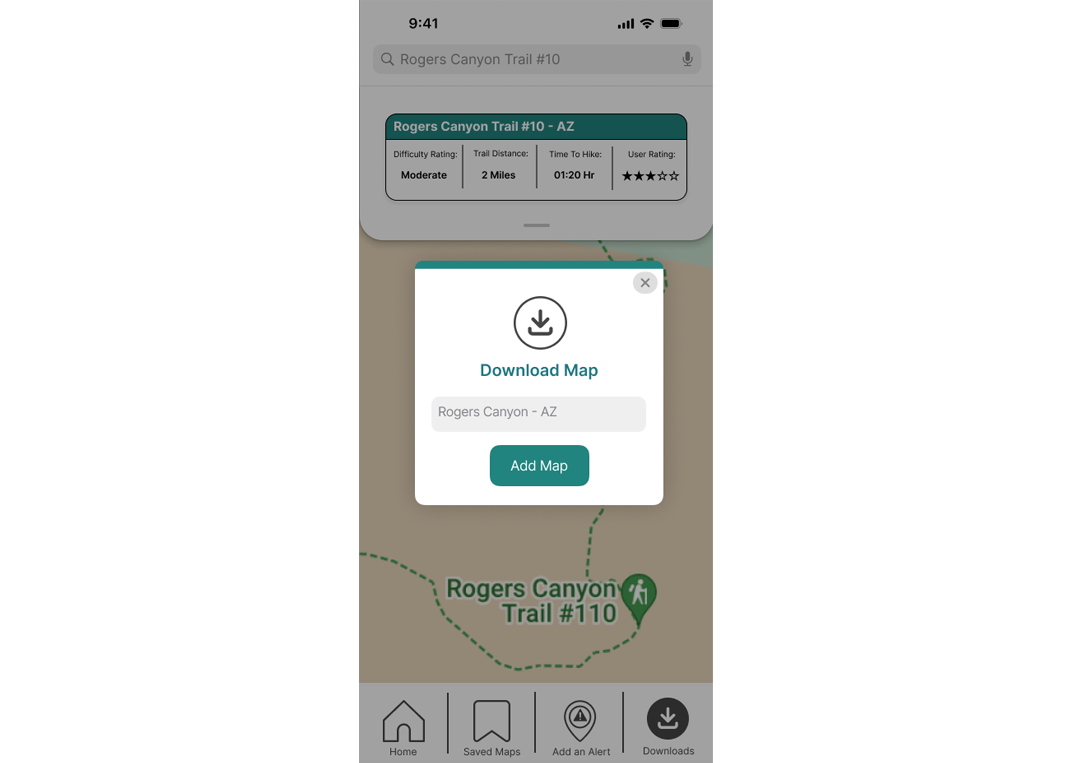 9:41
Rogers Canyon Trail #10
Rogers Canyon Trail #10 - AZ
Difficulty Rating: Trail Distance: Time To Hike: User Rating:
Moderate 2 Miles 01:20 Hr ★★★☆☆
Download Map
Rogers Canyon - AZ
Add Map
Rogers Canyon
Trail #110
Home Saved Maps Add an Alert Downloads